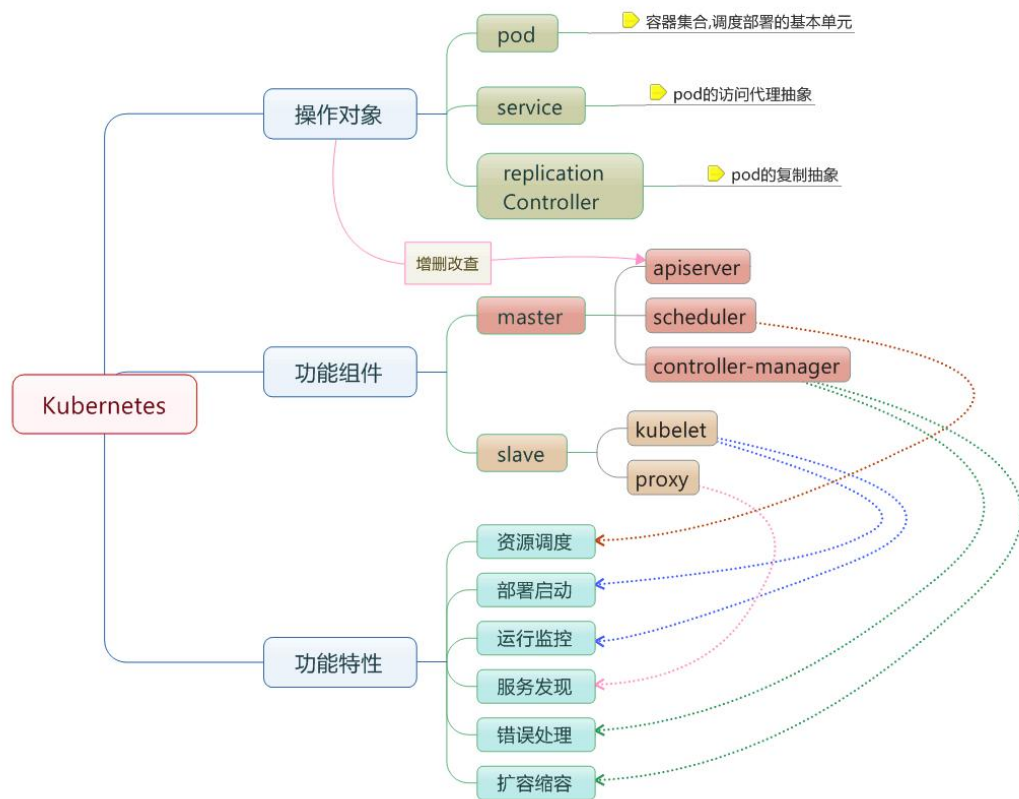 Kubernetes
操作对象
pod
容器集合,调度部署的基本单元
service
pod的访问代理抽象
replication
Controller
pod的复制抽象
增删改查
功能组件
master
apiserver
scheduler
controller-manager
slave
kubelet
proxy
功能特性
资源调度
部署启动
运行监控
服务发现
错误处理
扩容缩容